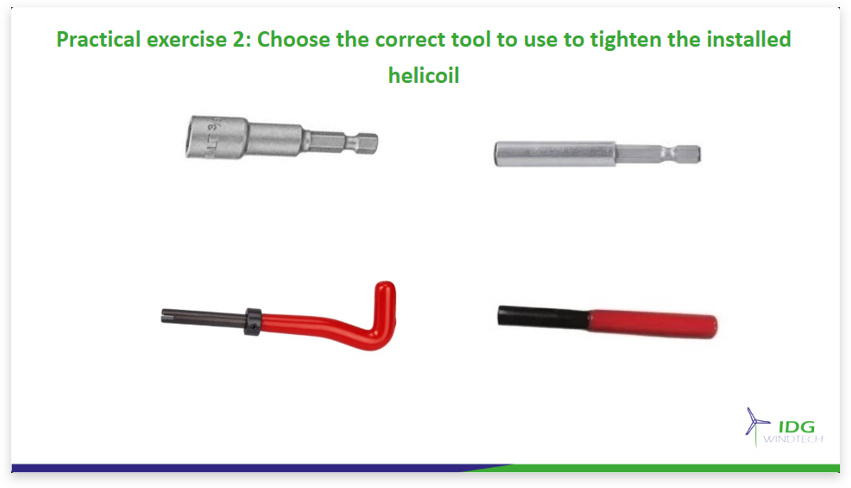 Practical exercise 2: Choose the correct tool to use to tighten the installed
helicoil
IDG
WINDTECH